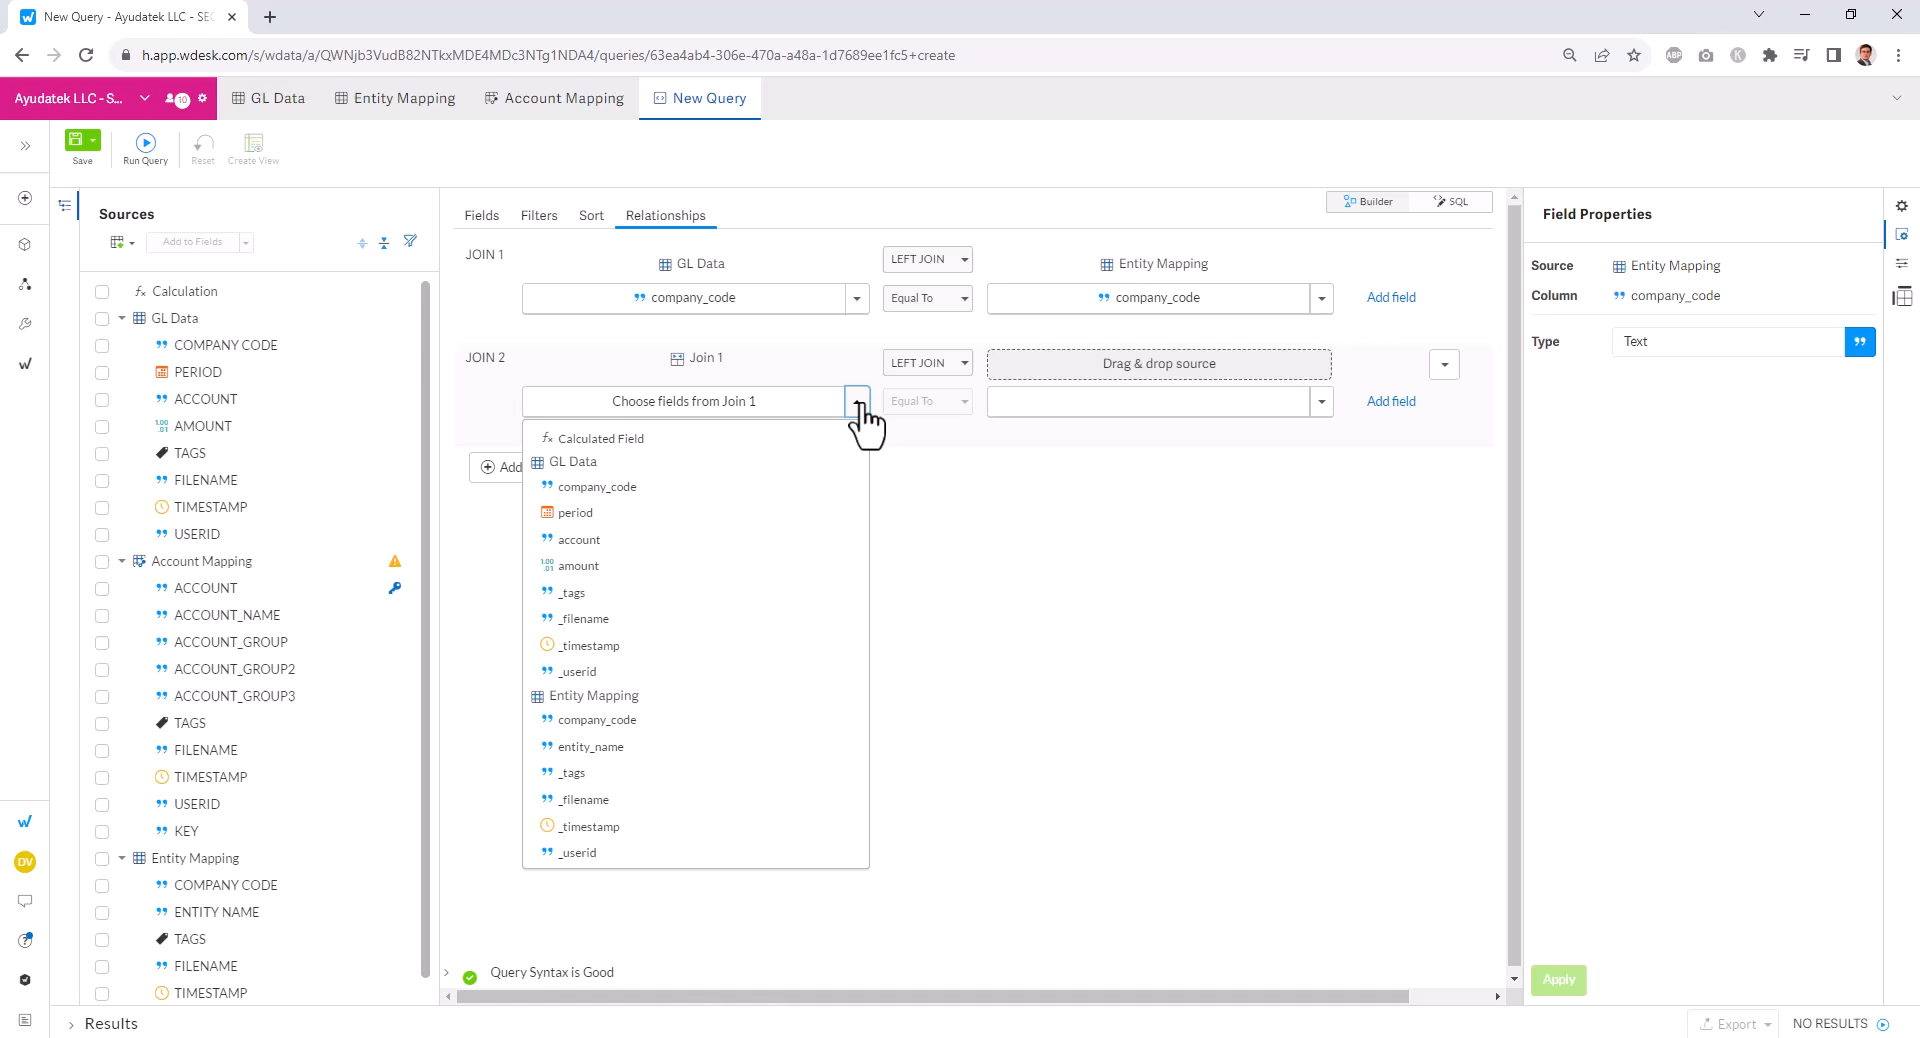 New Query - Ayudatek LLC - SEC
h.app.wdesk.com/s/wdata/a/QWNjb3VudB82NTkxMDE4MDc3NTg1NDA4/queries/63ea4ab4-306e-470a-a48a-1d7689ee1fc5+create
ABP
K
Ayudatek LLC - S...
10
GL Data
Entity Mapping
Account Mapping
New Query
Save
Run Query
Reset
Create View
Sources
Add to Fields
Calculation
GL Data
COMPANY CODE
PERIOD
ACCOUNT
AMOUNT
TAGS
FILENAME
TIMESTAMP
USERID
Account Mapping
ACCOUNT
ACCOUNT_NAME
ACCOUNT_GROUP
ACCOUNT_GROUP2
ACCOUNT_GROUP3
TAGS
FILENAME
TIMESTAMP
USERID
KEY
Entity Mapping
COMPANY CODE
ENTITY NAME
TAGS
FILENAME
TIMESTAMP
DV
Fields
Filters
Sort
Relationships
Builder
SQL
JOIN 1
GL Data
LEFT JOIN
Entity Mapping
company_code
Equal To
company_code
Add field
JOIN 2
Join 1
LEFT JOIN
Drag & drop source
Choose fields from Join 1
Equal To
Add field
Add
Calculated Field
GL Data
company_code
period
account
amount
_tags
_filename
_timestamp
_userid
Entity Mapping
company_code
entity_name
_tags
_filename
_timestamp
_userid
Query Syntax is Good
Field Properties
Source
Entity Mapping
Column
company_code
Type
Text
Apply
Results
Export
NO RESULTS